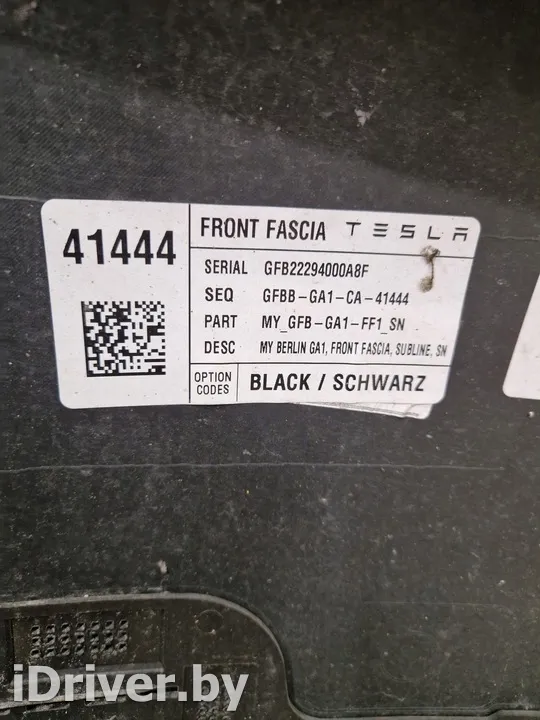 41444
FRONT FASCIA TESLA
SERIAL GFB22294000A8F
SEQ GFBB-GA1-CA-41444
PART MY_GFB-GA1-FF1_SN
DESC MY BERLIN GA1, FRONT FASCIA, SUBLINE, SN
OPTION CODES BLACK / SCHWARZ
iDriver.by